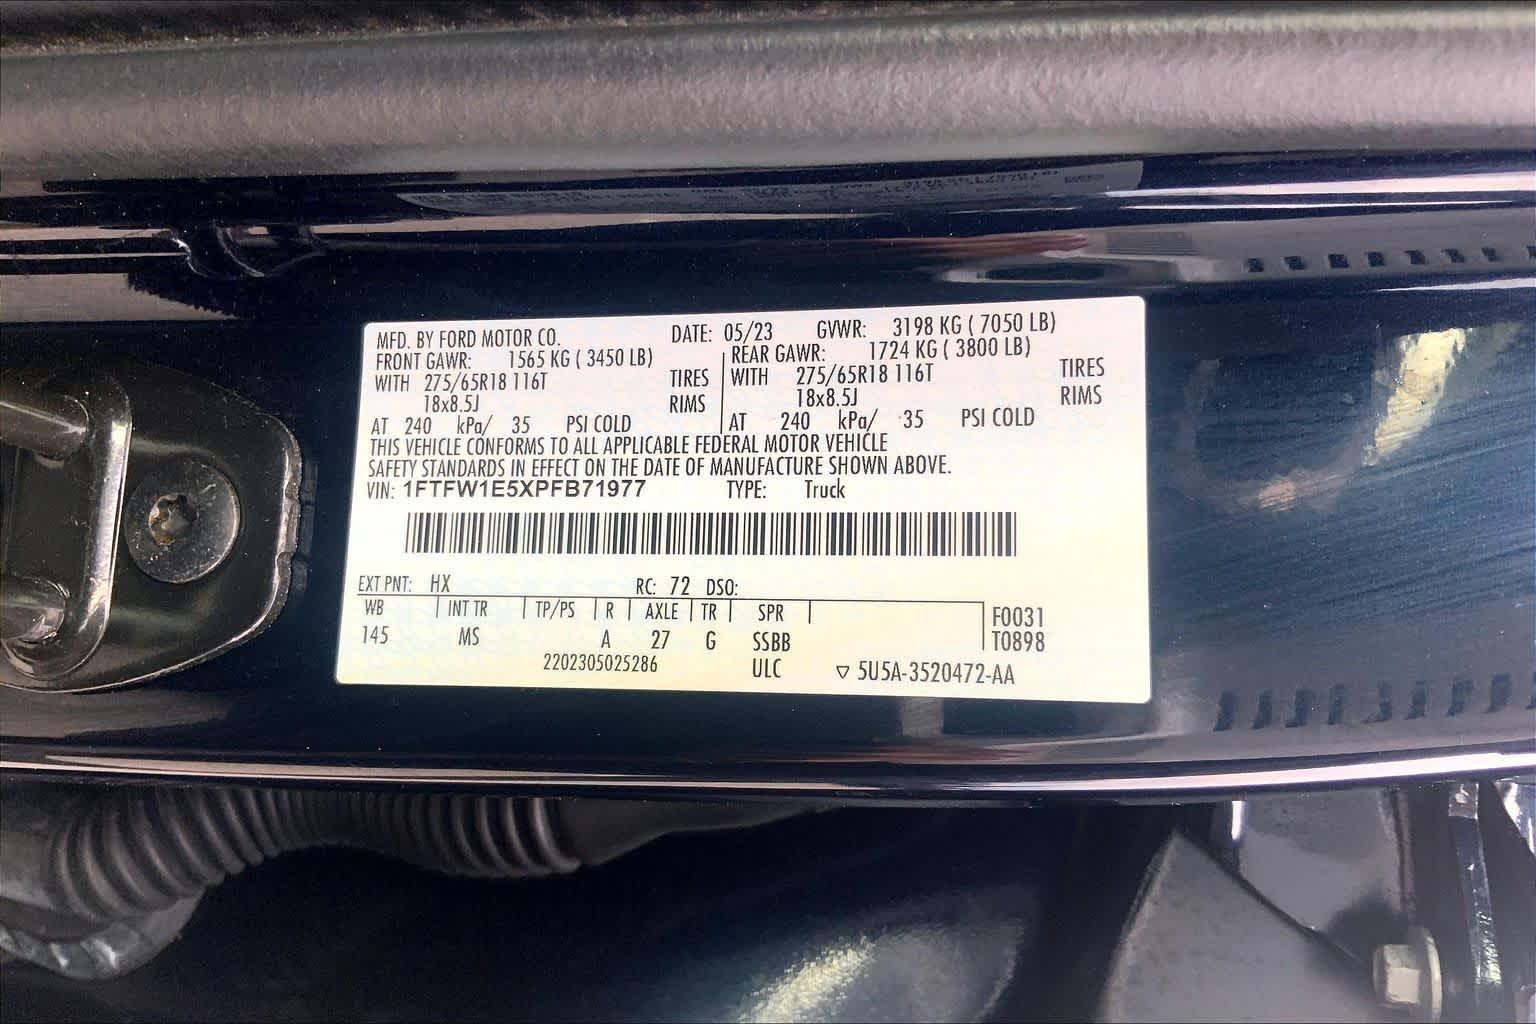 MFD. BY FORD MOTOR CO. DATE: 05/23 GVWR: 3198 KG ( 7050 LB)
FRONT GAWR: 1565 KG ( 3450 LB) REAR GAWR: 1724 KG ( 3800 LB)
WITH 275/65R18 116T TIRES WITH 275/65R18 116T TIRES
18x8.5J RIMS 18x8.5J RIMS
AT 240 kPa/ 35 PSI COLD AT 240 kPa/ 35 PSI COLD
THIS VEHICLE CONFORMS TO ALL APPLICABLE FEDERAL MOTOR VEHICLE
SAFETY STANDARDS IN EFFECT ON THE DATE OF MANUFACTURE SHOWN ABOVE.
VIN: 1FTFW1E5XPFB71977 TYPE: Truck
EXT PNT: HX RC: 72 DSO:
WB INT TR TP/PS R AXLE TR SPR F0031
145 MS A 27 G SSBB T0898
2202305025286 ULC ▽ 5U5A-3520472-AA